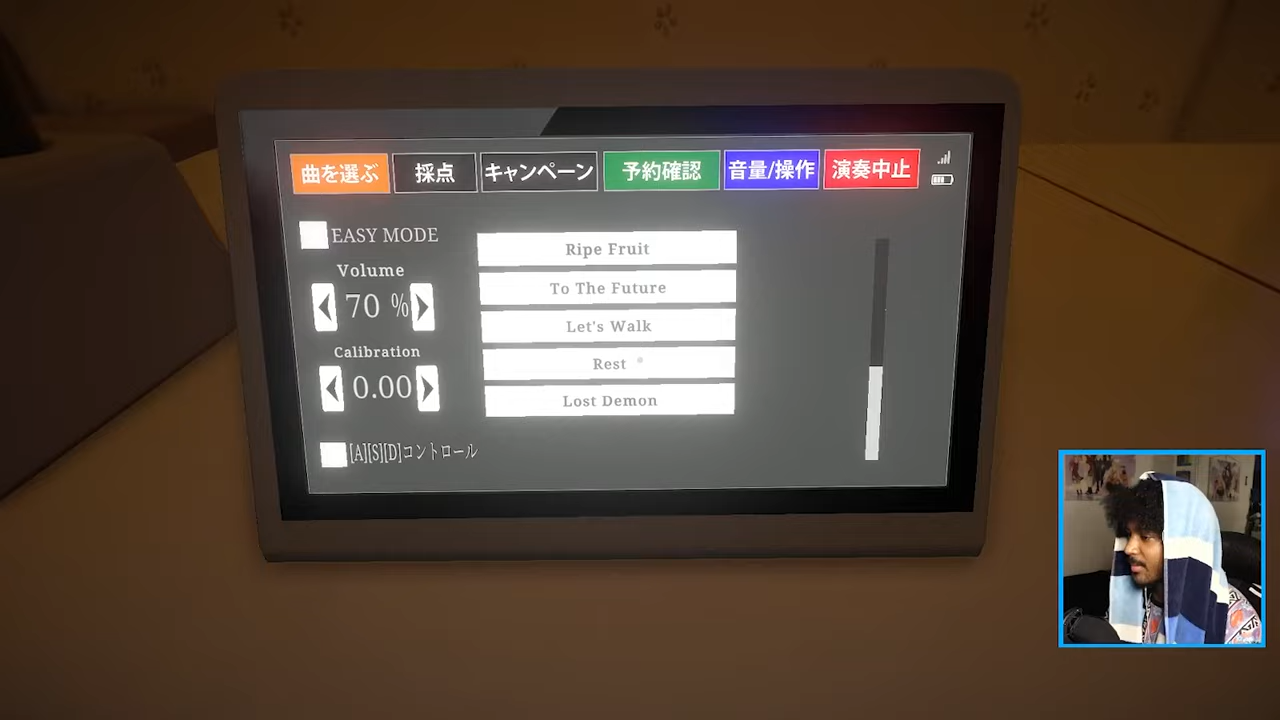 曲を選ぶ 採点 キャンペーン 予約確認 音量/操作 演奏中止
EASY MODE
Volume
70 %
Calibration
0.00
[A][S][D]コントロール
Ripe Fruit
To The Future
Let's Walk
Rest
Lost Demon